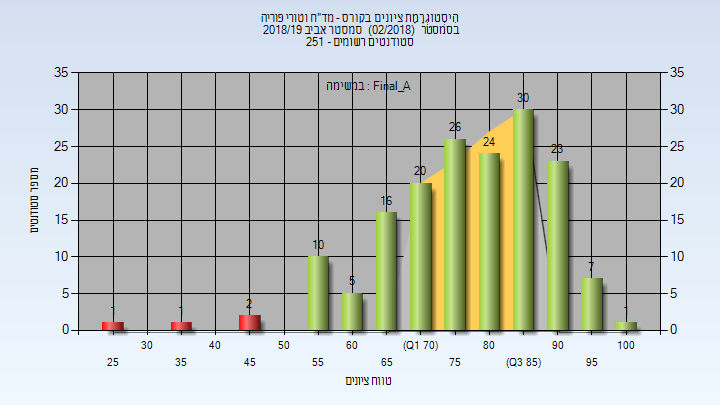 היסטוגרמת ציונים בקורס - מד"ח וטורי פוריה
בסמסטר (02/2018) סמסטר אביב 2018/19
סטודנטים רשומים - 251
במשימה : Final_A
35 35
30 30
25 25
20 20
15 15
10 10
5 5
0 0
1 1 2 10 5 16 20 26 24 30 23 7 1
מספר סטודנטים
30 40 50 60 (Q1 70) 80 90 100
25 35 45 55 65 75 (Q3 85) 95
טווח ציונים